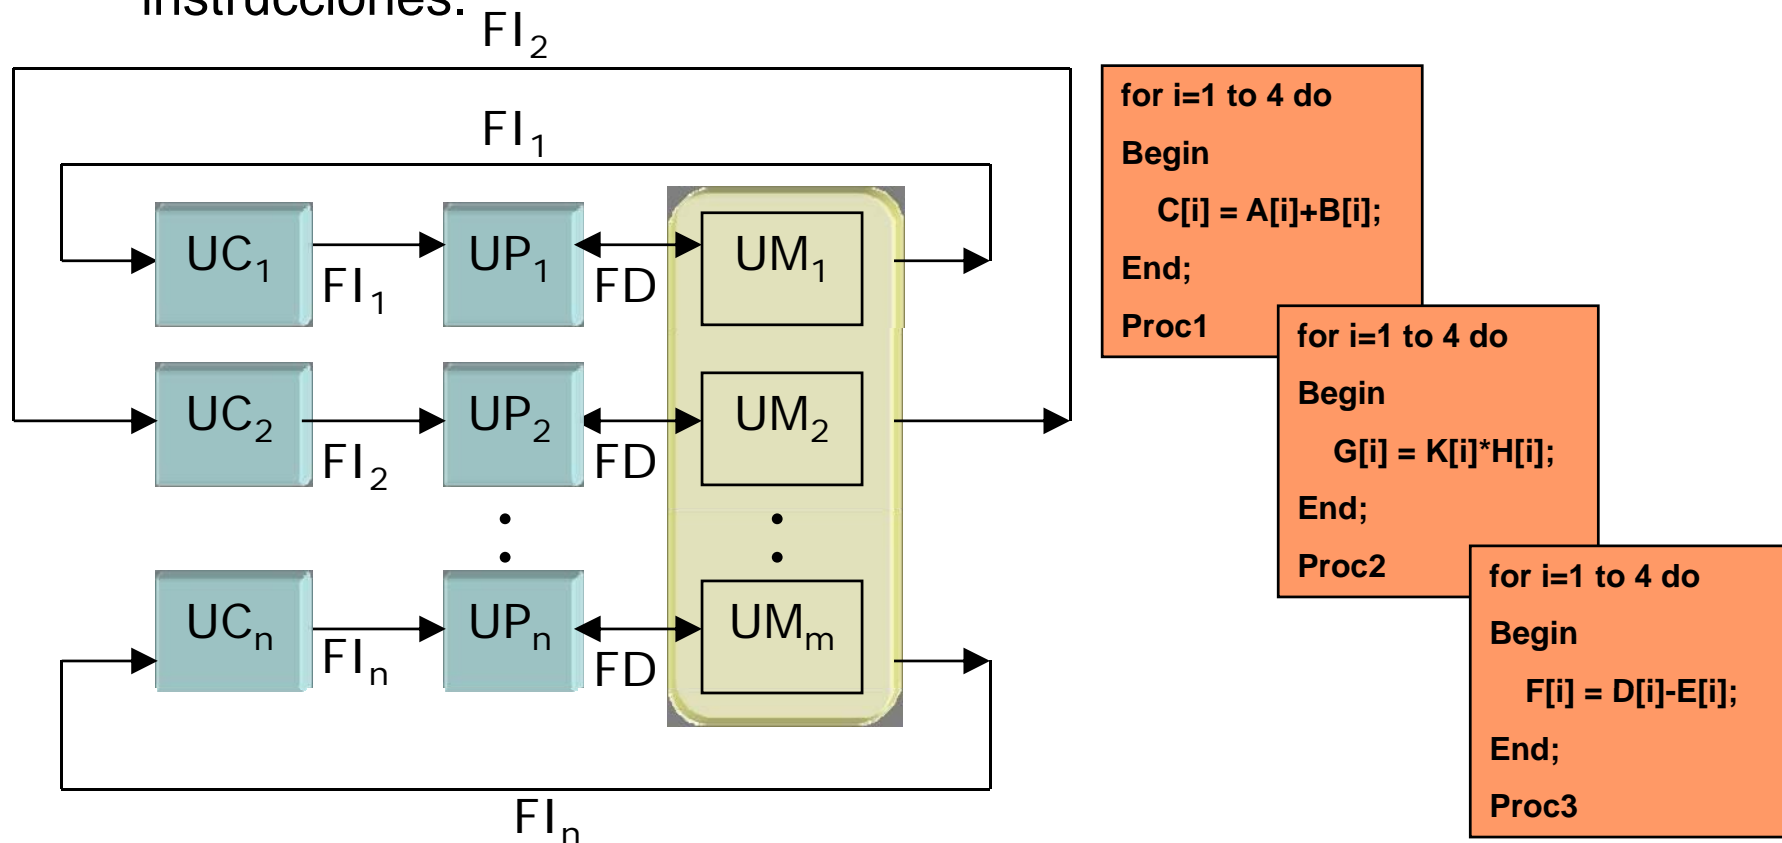 instrucciones.
FI2
FI1
UC1
FI1
UP1
FD
UM1
UC2
FI2
UP2
FD
UM2
UCn
FIn
UPn
FD
UMm
FIn
for i=1 to 4 do
Begin
C[i] = A[i]+B[i];
End;
Proc1
for i=1 to 4 do
Begin
G[i] = K[i]*H[i];
End;
Proc2
for i=1 to 4 do
Begin
F[i] = D[i]-E[i];
End;
Proc3